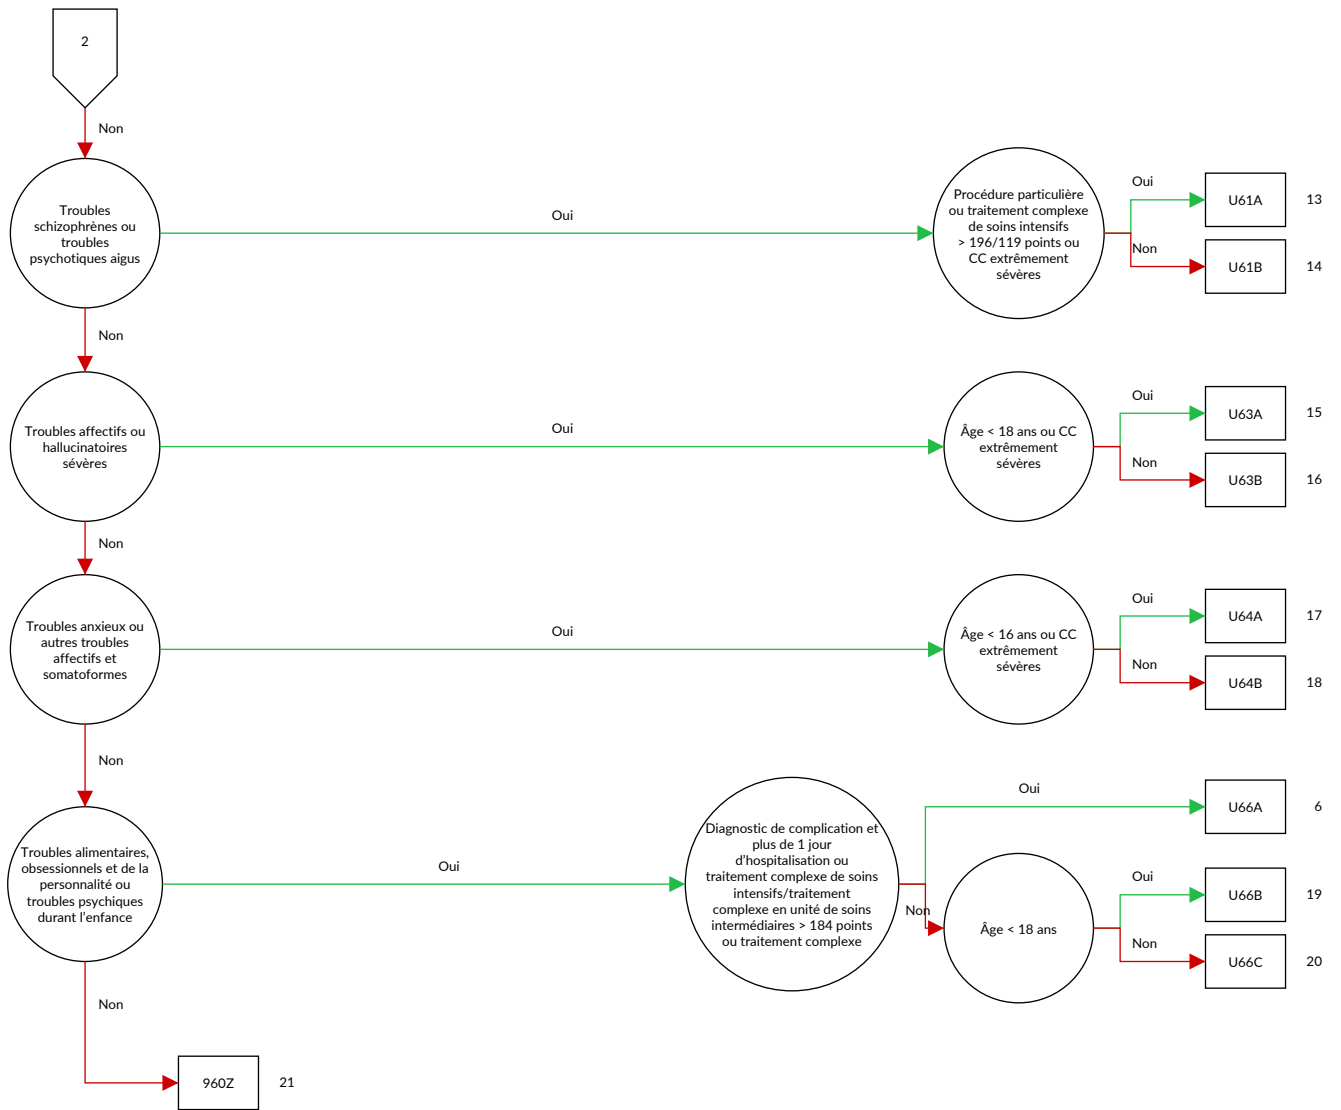 2
Non
Troubles
schizophrènes ou
troubles
psychotiques aigus
Oui
Procédure particulière
ou traitement complexe
de soins intensifs
> 196/119 points ou
CC extrêmement
sévères
Oui
U61A
13
Non
U61B
14
Non
Troubles affectifs ou
hallucinatoires
sévères
Oui
Âge < 18 ans ou CC
extrêmement
sévères
Oui
U63A
15
Non
U63B
16
Non
Troubles anxieux ou
autres troubles
affectifs et
somatoformes
Oui
Âge < 16 ans ou CC
extrêmement
sévères
Oui
U64A
17
Non
U64B
18
Non
Troubles alimentaires,
obsessionnels et de la
personnalité ou
troubles psychiques
durant l'enfance
Oui
Diagnostic de complication et
plus de 1 jour
d'hospitalisation ou
traitement complexe de soins
intensifs/traitement
complexe en unité de soins
intermédiaires > 184 points
ou traitement complexe
Oui
U66A
6
Non
Âge < 18 ans
Oui
U66B
19
Non
U66C
20
Non
960Z
21